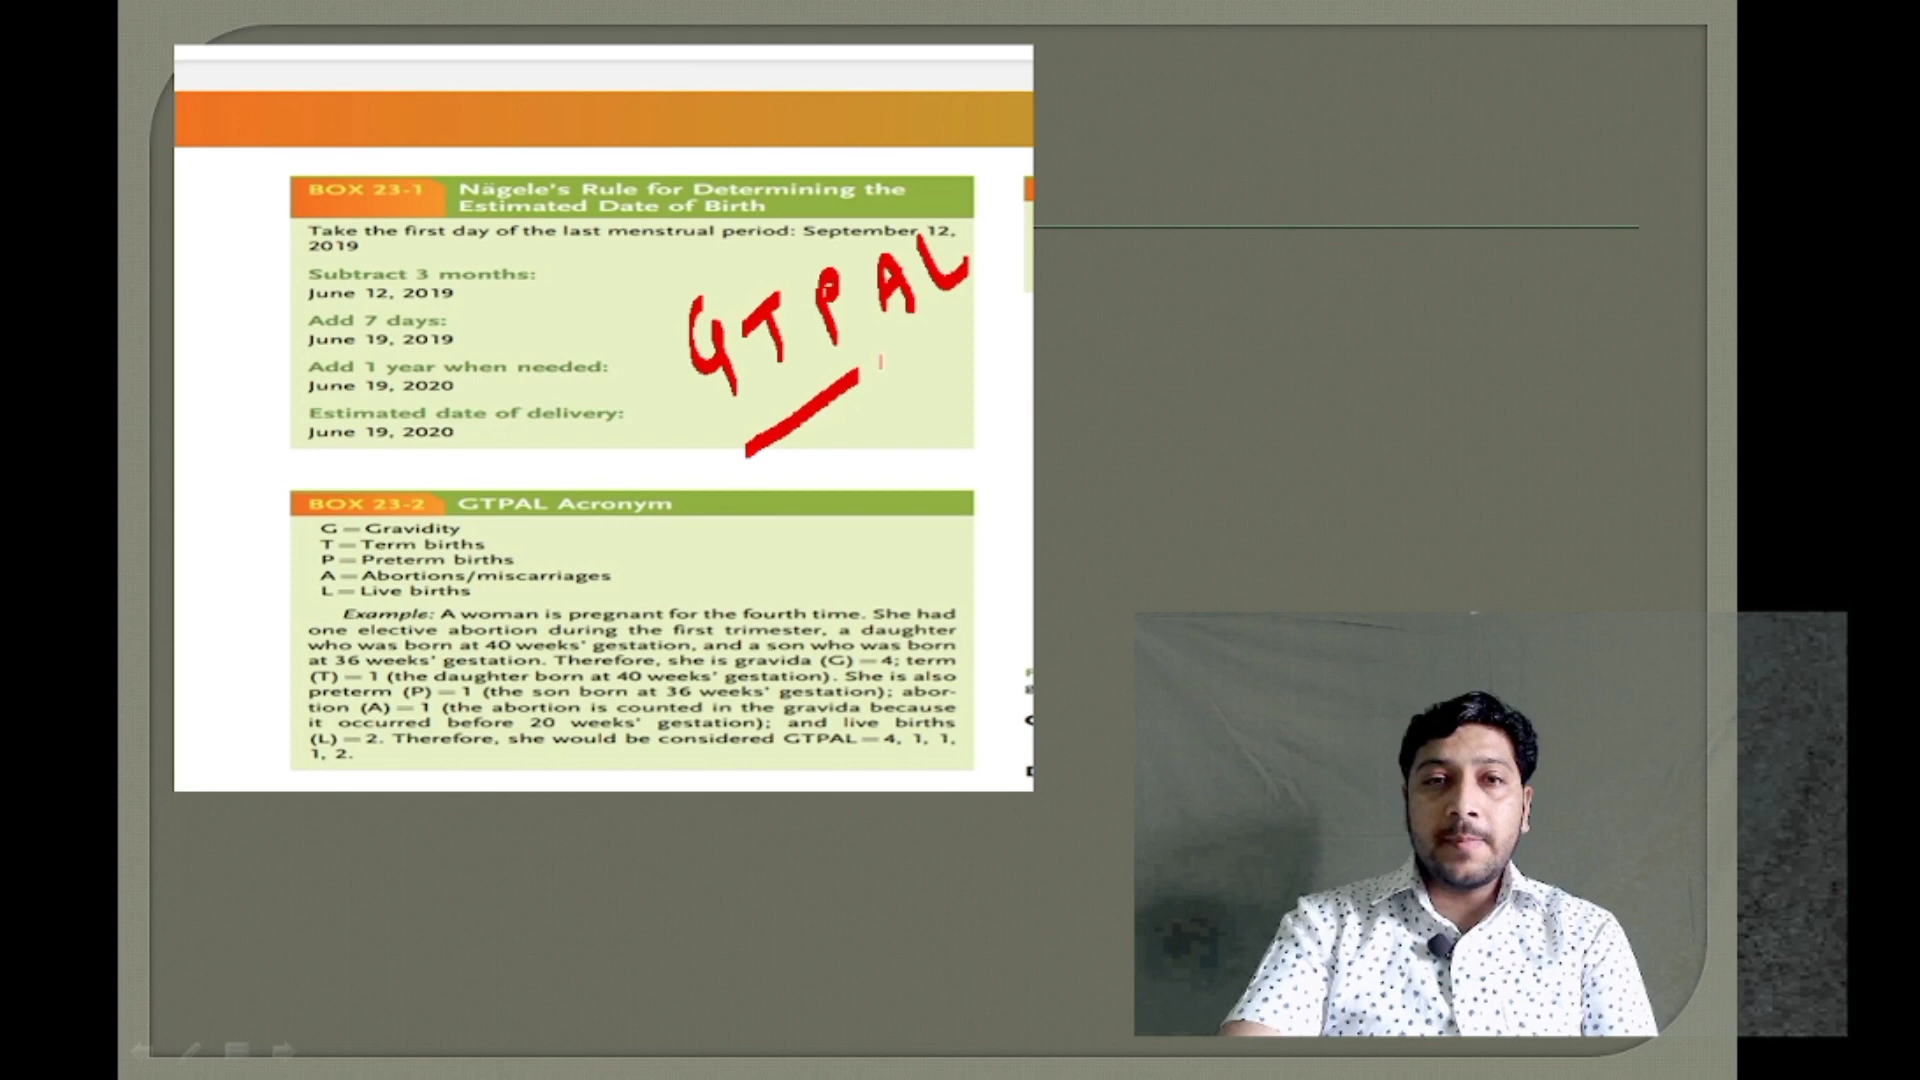 BOX 23-1 Nägele's Rule for Determining the
Estimated Date of Birth
Take the first day of the last menstrual period: September 12,
2019
Subtract 3 months:
June 12, 2019
Add 7 days:
June 19, 2019
Add 1 year when needed:
June 19, 2020
Estimated date of delivery:
June 19, 2020
GTPAL
BOX 23-2 GTPAL Acronym
G — Gravidity
T — Term births
P — Preterm births
A — Abortions/miscarriages
L — Live births
Example: A woman is pregnant for the fourth time. She had
one elective abortion during the first trimester, a daughter
who was born at 40 weeks' gestation, and a son who was born
at 36 weeks' gestation. Therefore, she is gravida (G) — 4; term
(T) — 1 (the daughter born at 40 weeks' gestation). She is also
preterm (P) — 1 (the son born at 36 weeks' gestation); abor-
tion (A) — 1 (the abortion is counted in the gravida because
it occurred before 20 weeks' gestation); and live births
(L) — 2. Therefore, she would be considered GTPAL — 4, 1, 1,
1, 2.